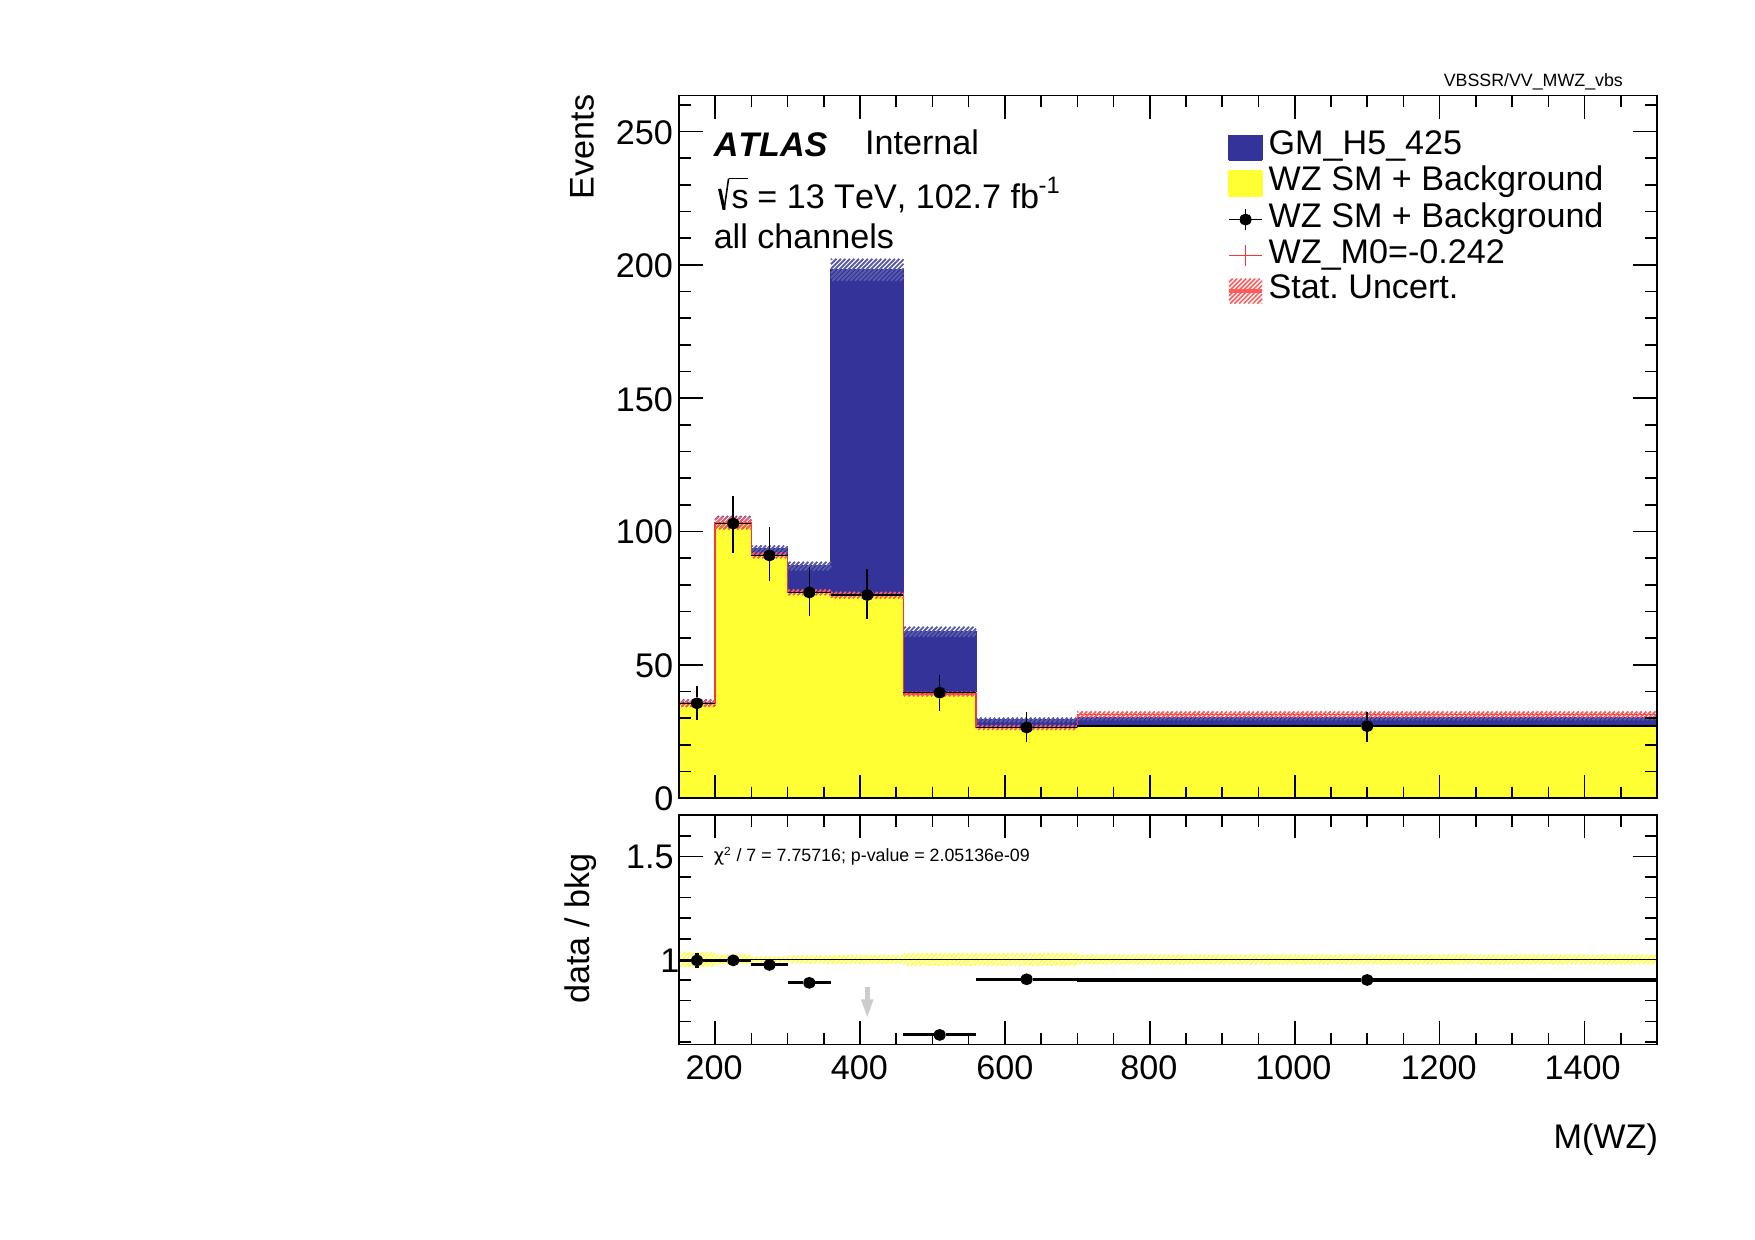 VBSSR/VV_MWZ_vbs
Events
250
200
150
100
50
0
ATLAS Internal
√s = 13 TeV, 102.7 fb⁻¹
all channels
GM_H5_425
WZ SM + Background
WZ SM + Background
WZ_M0=-0.242
Stat. Uncert.
data / bkg
1.5
1
χ² / 7 = 7.75716; p-value = 2.05136e-09
200 400 600 800 1000 1200 1400
M(WZ)